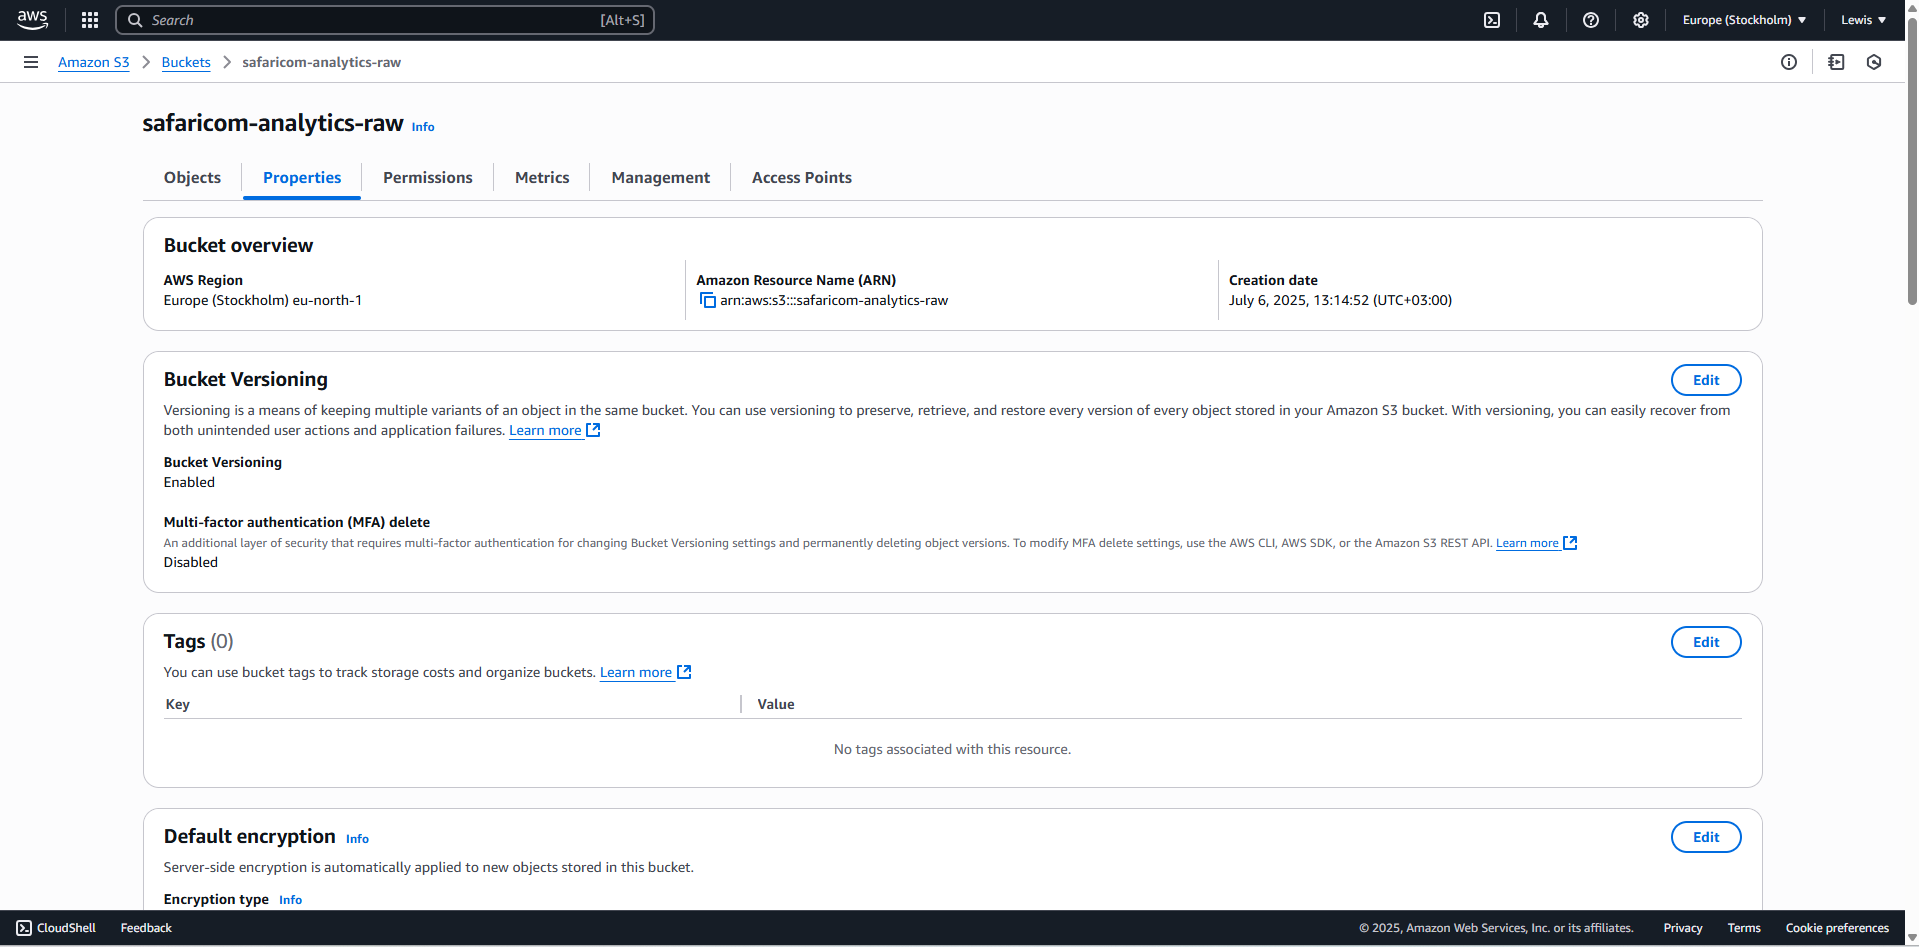 aws
Search [Alt+S]
Europe (Stockholm) Lewis
Amazon S3 Buckets safaricom-analytics-raw
safaricom-analytics-raw Info
Objects Properties Permissions Metrics Management Access Points
Bucket overview
AWS Region
Europe (Stockholm) eu-north-1
Amazon Resource Name (ARN)
arn:aws:s3:::safaricom-analytics-raw
Creation date
July 6, 2025, 13:14:52 (UTC+03:00)
Bucket Versioning
Edit
Versioning is a means of keeping multiple variants of an object in the same bucket. You can use versioning to preserve, retrieve, and restore every version of every object stored in your Amazon S3 bucket. With versioning, you can easily recover from
both unintended user actions and application failures. Learn more
Bucket Versioning
Enabled
Multi-factor authentication (MFA) delete
An additional layer of security that requires multi-factor authentication for changing Bucket Versioning settings and permanently deleting object versions. To modify MFA delete settings, use the AWS CLI, AWS SDK, or the Amazon S3 REST API. Learn more
Disabled
Tags (0)
Edit
You can use bucket tags to track storage costs and organize buckets. Learn more
Key Value
No tags associated with this resource.
Default encryption Info
Edit
Server-side encryption is automatically applied to new objects stored in this bucket.
Encryption type Info
CloudShell Feedback © 2025, Amazon Web Services, Inc. or its affiliates. Privacy Terms Cookie preferences